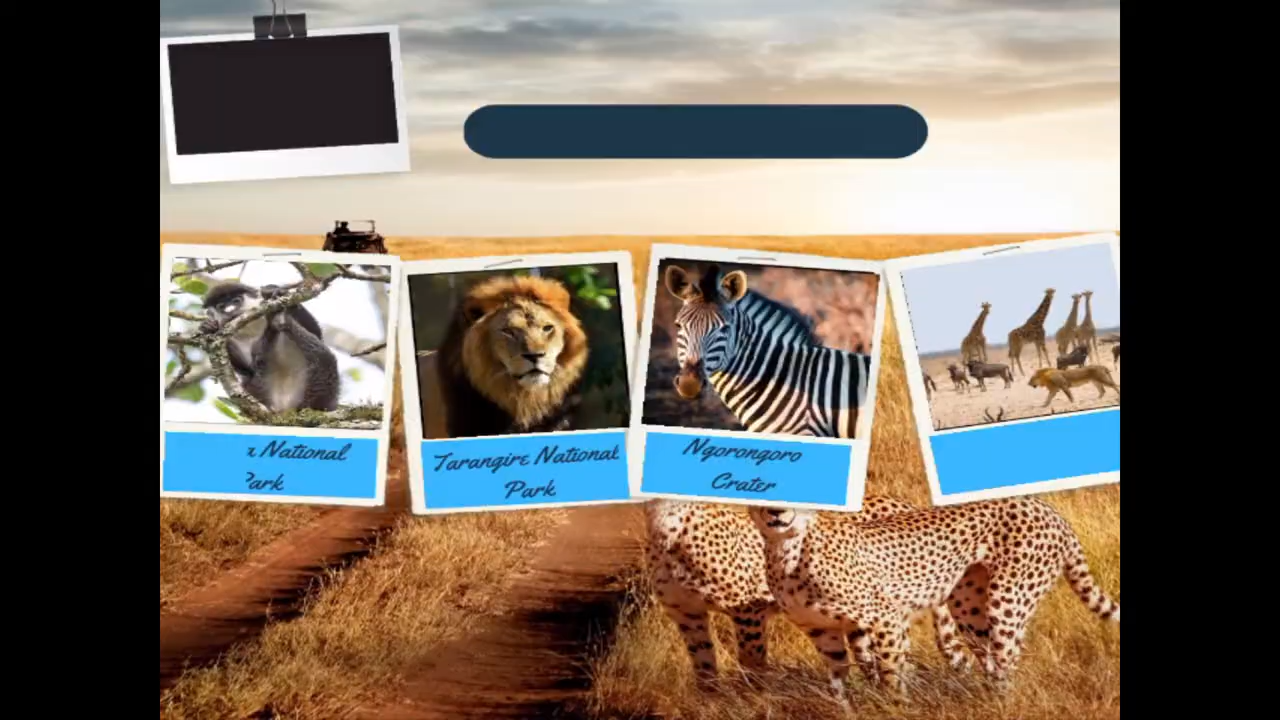 National
Park
Tarangire National
Park
Ngorongoro
Crater